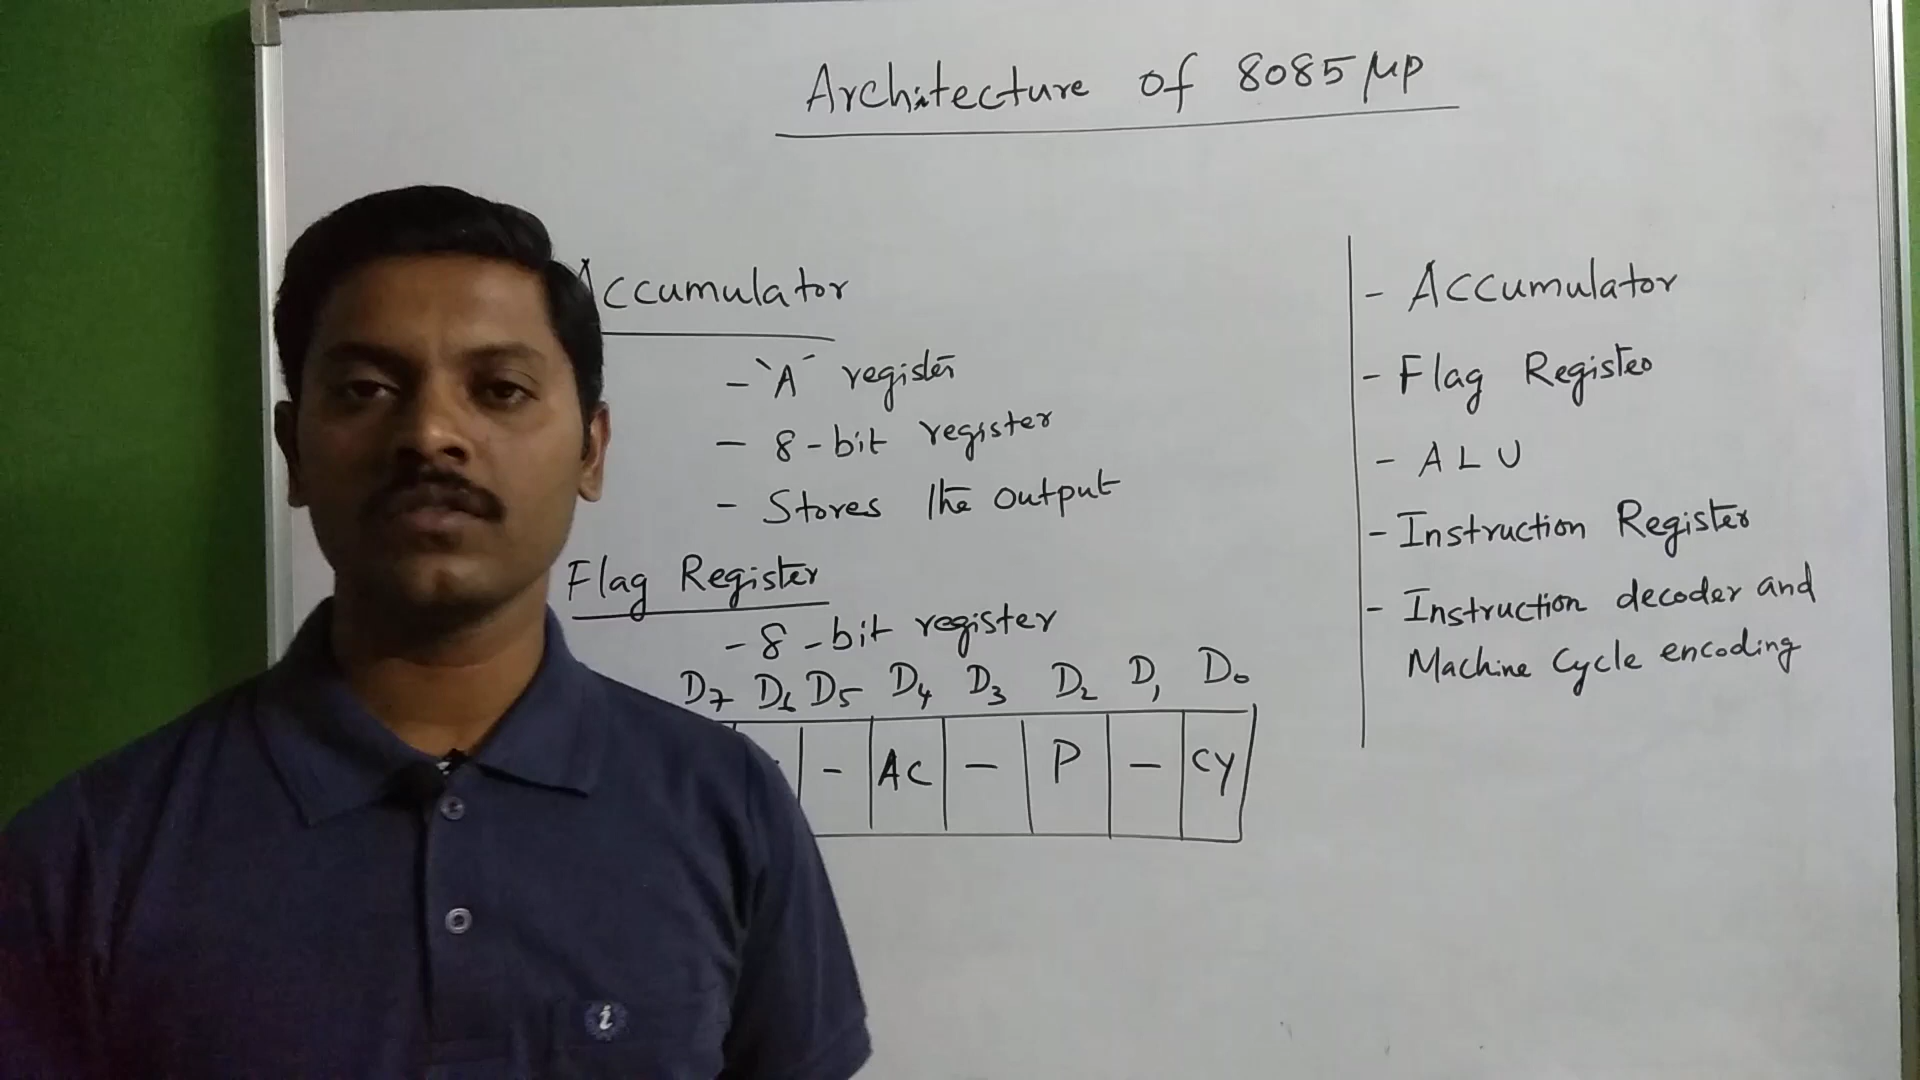 Architecture of 8085 μp
Accumulator
- `A´ register
- 8-bit register
- Stores the output
Flag Register
- 8-bit register
D7 D6 D5 D4 D3 D2 D1 D0
- AC - P - CY
- Accumulator
- Flag Register
- ALU
- Instruction Register
- Instruction decoder and
Machine Cycle encoding
i